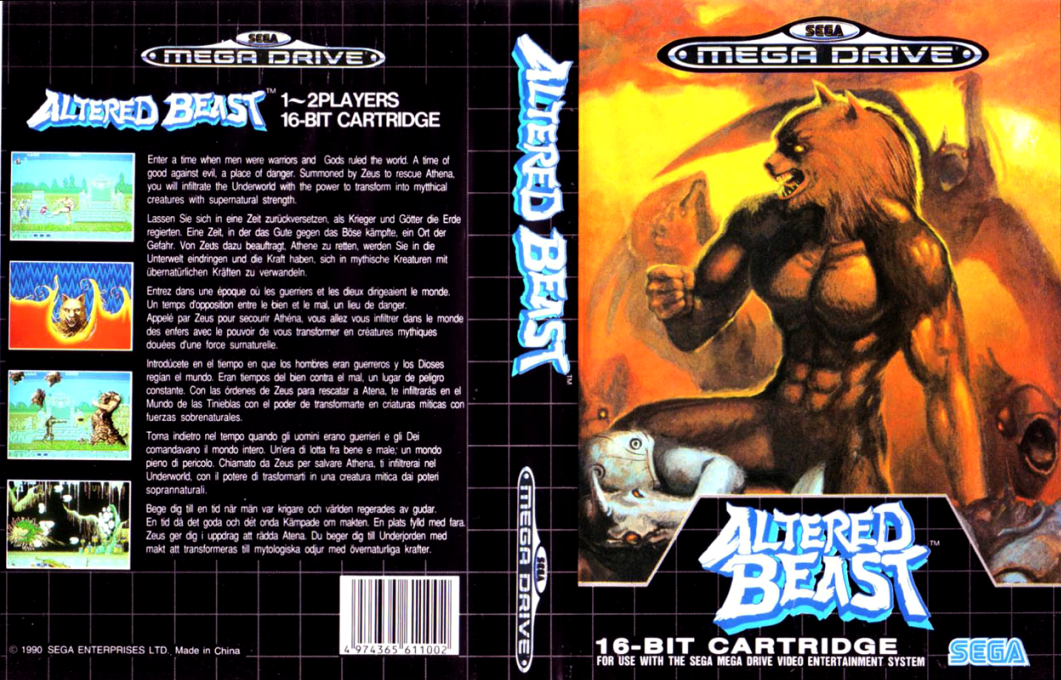 SEGA
MEGA DRIVE
ALTERED BEAST™
1~2PLAYERS
16-BIT CARTRIDGE
Enter a time when men were warriors and Gods ruled the world. A time of
good against evil, a place of danger. Summoned by Zeus to rescue Athena,
you will infiltrate the Underworld with the power to transform into mytthical
creatures with supernatural strength.
Lassen Sie sich in eine Zeit zurückversetzen, als Krieger und Götter die Erde
regierten. Eine Zeit, in der das Gute gegen das Böse kämpfte, ein Ort der
Gefahr. Von Zeds dazu beauftragt, Athene zu retten, werden Sie in die
Unterwelt eindringen und die Kraft haben, sich in mythische Kreaturen mit
übernatürlichen Kräften zu verwandeln.
Entrez dans une époque où les guerriers et les dieux dirigeaient le monde.
Un temps d'opposition entre le bien et le mal, un lieu de danger.
Appelé par Zeus pour secourir Athéna, vous allez vous infiltrer dans le monde
des enfers avec le pouvoir de vous transformer en créatures mythiques
douées d'une force surnaturelle.
Introdúcete en el tiempo en que los hombres eran guerreros y los Dioses
regian el mundo. Eran tiempos del bien contra el mal, un lugar de peligro
constante. Con las órdenes de Zeus para rescatar a Atena, te infiltrarás en el
Mundo de las Tinieblas con el poder de transformarte en criaturas míticas con
fuerzas sobrenaturales.
Torna indietro nel tempo quando gli uomini erano guerrieri e gli Dei
comandavano il mondo intero. Un'era di lotta fra bene e male; un mondo
pieno di pericolo. Chiamato da Zeus per salvare Athena, ti infiltrerai nel
Underworld, con il potere di trasformarti in una creatura mitica dai poteri
soprannaturali.
Bege dig till en tid när män var krigare och världen regerades av gudar.
En tid då det goda och dét onda Kämpade om makten. En plats fylld med fara.
Zeus ger dig i uppdrag att rädda Atena. Du beger dig till Underjorden med
makt att transformeras till mytologiska odjur med övernaturliga krafter.
4 974365 611002
© 1990 SEGA ENTERPRISES LTD. Made in China
ALTERED BEAST™
SEGA
MEGA DRIVE
SEGA
MEGA DRIVE
ALTERED
BEAST™
16-BIT CARTRIDGE
FOR USE WITH THE SEGA MEGA DRIVE VIDEO ENTERTAINMENT SYSTEM
SEGA